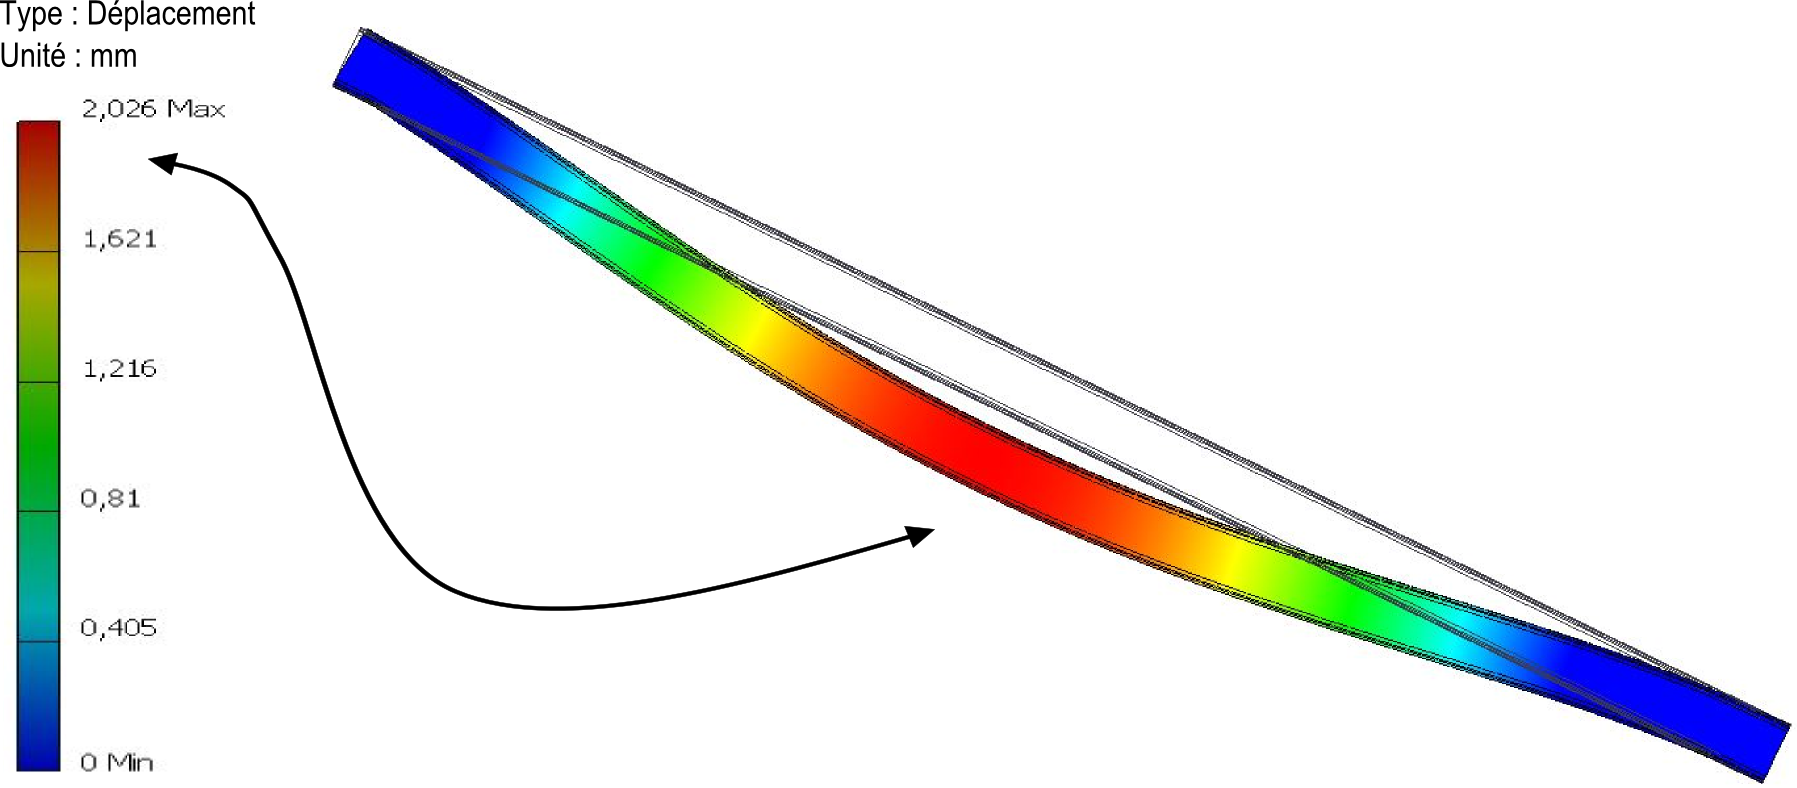 Type : Déplacement
Unité : mm
2,026 Max
1,621
1,216
0,81
0,405
0 Min